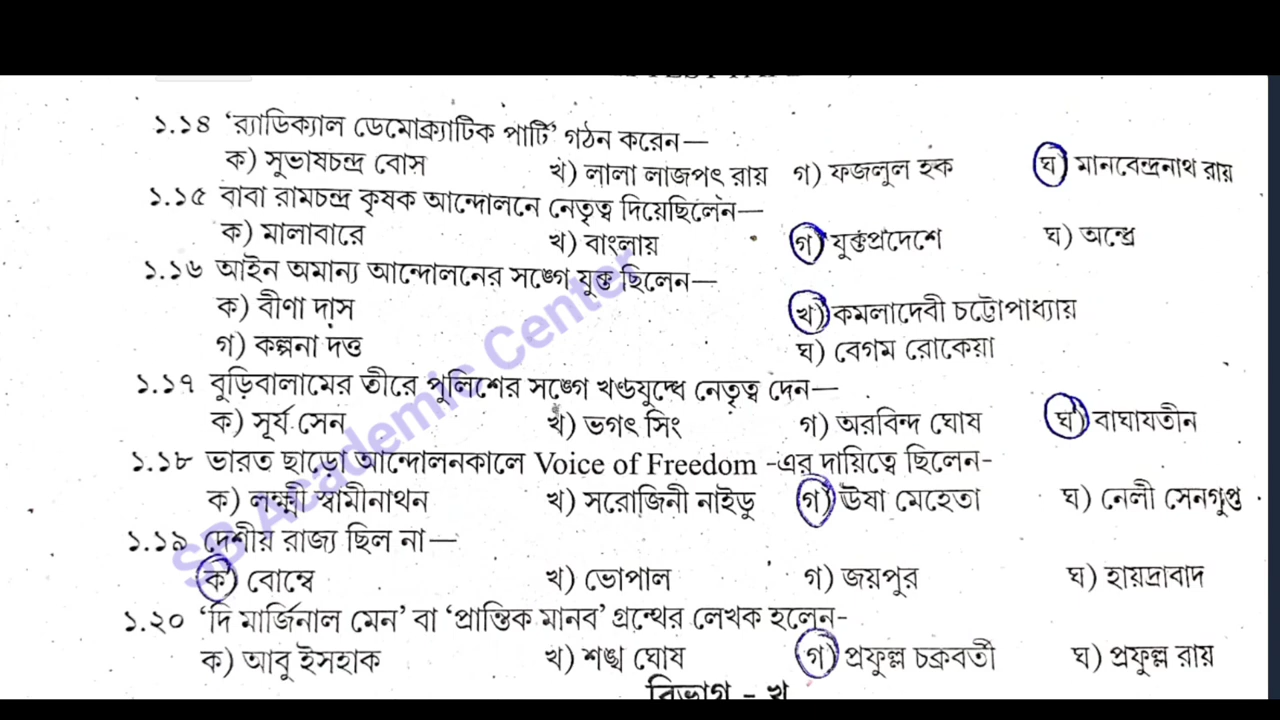 ১.১৪ ‘র‍্যাডিক্যাল ডেমোক্র্যাটিক পার্টি’ গঠন করেন—
ক) সুভাষচন্দ্র বোস খ) লালা লাজপৎ রায় গ) ফজলুল হক ঘ) মানবেন্দ্রনাথ রায়
১.১৫ বাবা রামচন্দ্র কৃষক আন্দোলনে নেতৃত্ব দিয়েছিলেন—
ক) মালাবারে খ) বাংলায় গ) যুক্তপ্রদেশে ঘ) অন্ধ্রে
১.১৬ আইন অমান্য আন্দোলনের সঙ্গে যুক্ত ছিলেন—
ক) বীণা দাস খ) কমলাদেবী চট্টোপাধ্যায়
গ) কল্পনা দত্ত ঘ) বেগম রোকেয়া
১.১৭ বুড়িবালামের তীরে পুলিশের সঙ্গে খণ্ডযুদ্ধে নেতৃত্ব দেন—
ক) সূর্য সেন খ) ভগৎ সিং গ) অরবিন্দ ঘোষ ঘ) বাঘাযতীন
১.১৮ ভারত ছাড়ো আন্দোলনকালে Voice of Freedom -এর দায়িত্বে ছিলেন-
ক) লক্ষ্মী স্বামীনাথন খ) সরোজিনী নাইডু গ) ঊষা মেহেতা ঘ) নেলী সেনগুপ্ত
১.১৯ দেশীয় রাজ্য ছিল না—
ক) বোম্বে খ) ভোপাল গ) জয়পুর ঘ) হায়দ্রাবাদ
১.২০ ‘দি মার্জিনাল মেন’ বা ‘প্রান্তিক মানব’ গ্রন্থের লেখক হলেন-
ক) আবু ইসহাক খ) শঙ্খ ঘোষ গ) প্রফুল্ল চক্রবর্তী ঘ) প্রফুল্ল রায়
বিভাগ - খ
SB Academic Center